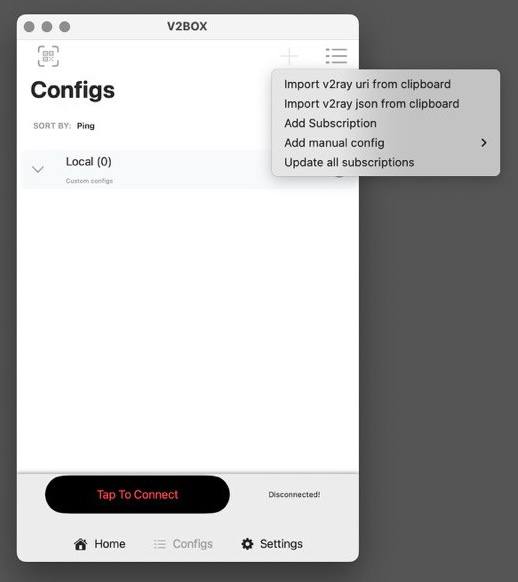 V2BOX
Import v2ray uri from clipboard
Import v2ray json from clipboard
Add Subscription
Add manual config
Update all subscriptions
Configs
SORT BY: Ping
Local (0)
Custom configs
Tap To Connect
Disconnected!
Home
Configs
Settings